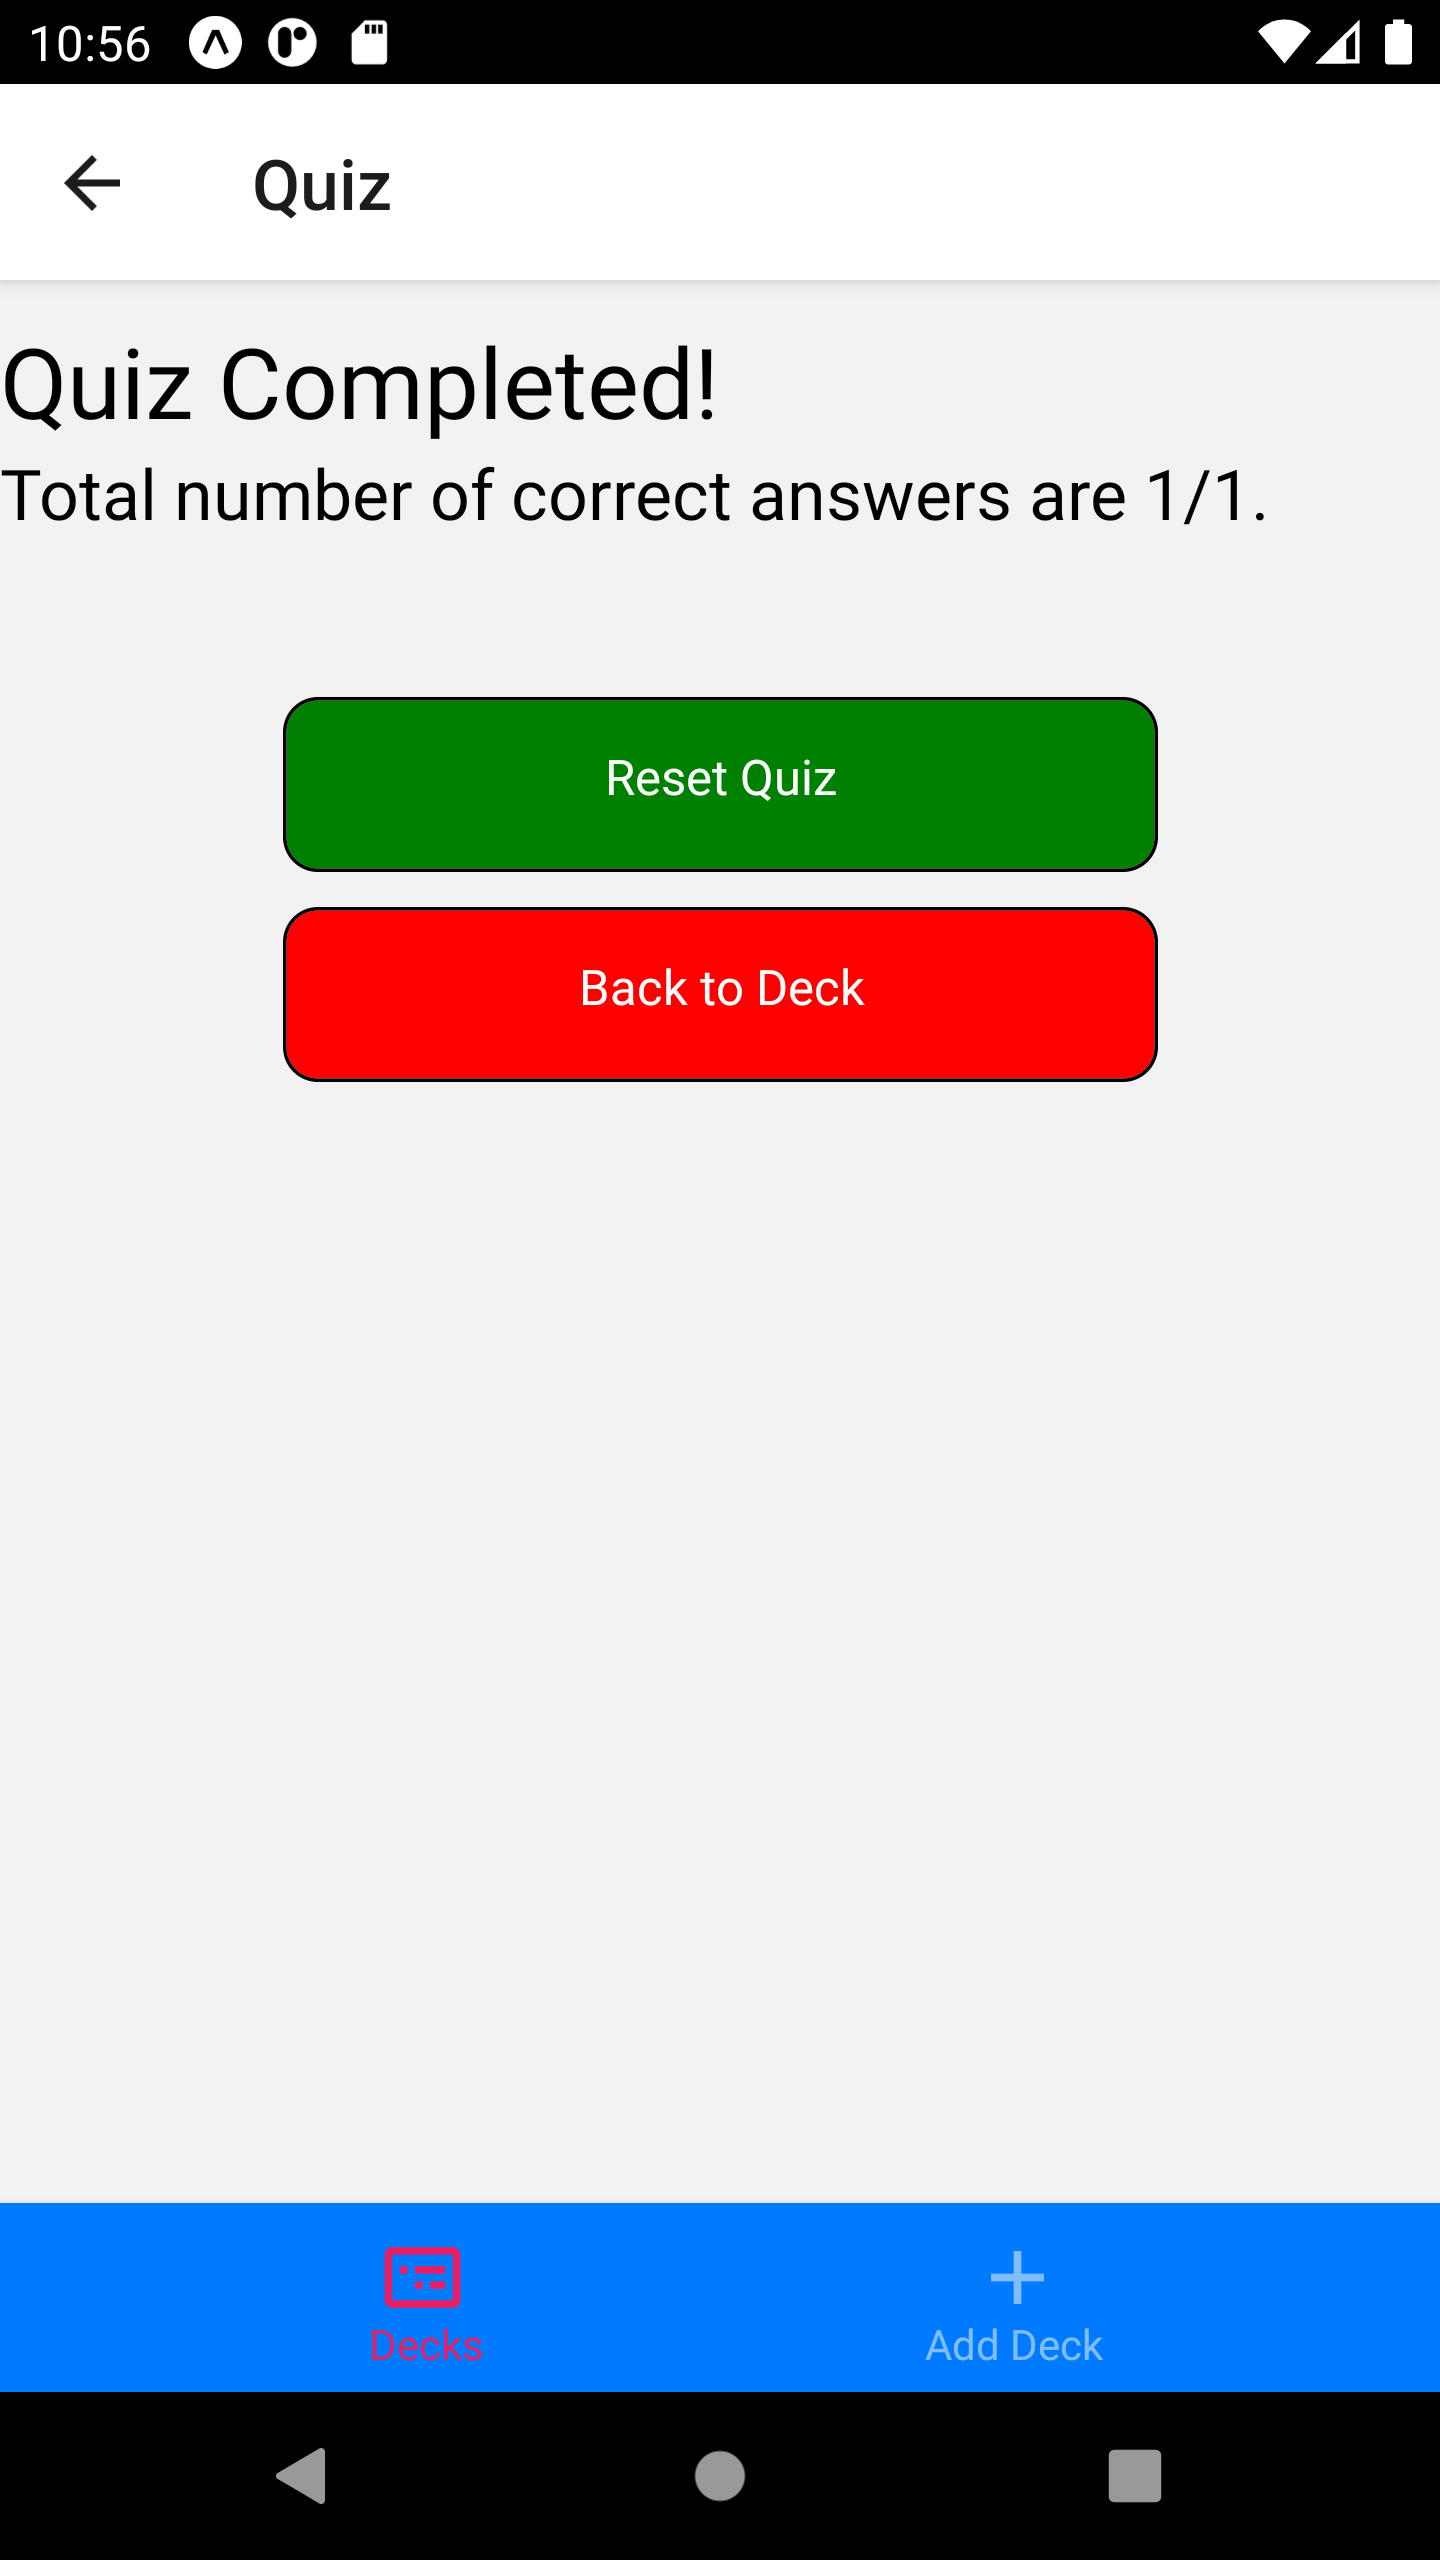 10:56
Quiz
Quiz Completed!
Total number of correct answers are 1/1.
Reset Quiz
Back to Deck
Decks
Add Deck